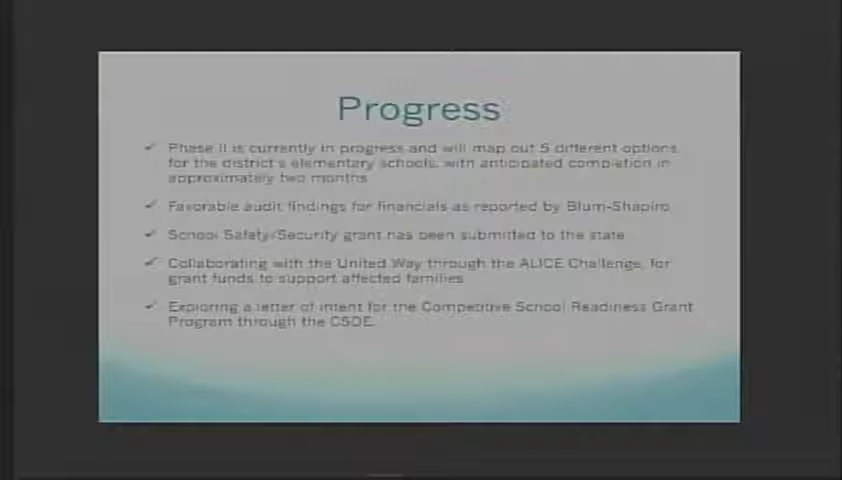 Progress
✓ Phase II is currently in progress and will map out 5 different options
for the district's elementary schools, with anticipated completion in
approximately two months
✓ Favorable audit findings for financials as reported by Blum-Shapiro
✓ School Safety/Security grant has been submitted to the state
✓ Collaborating with the United Way through the ALICE Challenge, for
grant funds to support affected families
✓ Exploring a letter of intent for the Competitive School Readiness Grant
Program through the CSDE